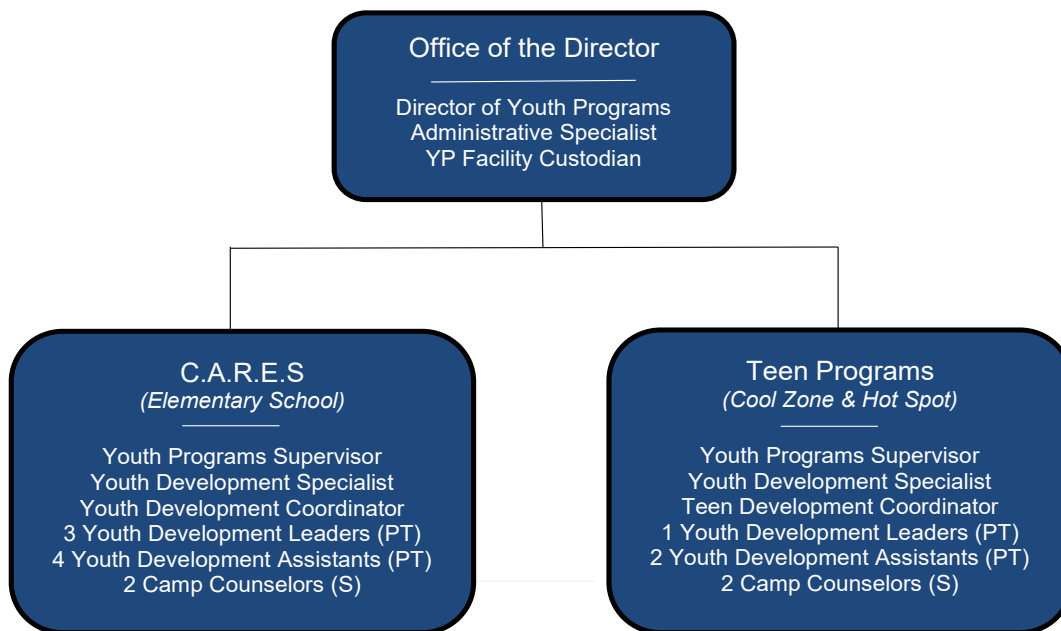 Office of the Director
Director of Youth Programs
Administrative Specialist
YP Facility Custodian
C.A.R.E.S
(Elementary School)
Youth Programs Supervisor
Youth Development Specialist
Youth Development Coordinator
3 Youth Development Leaders (PT)
4 Youth Development Assistants (PT)
2 Camp Counselors (S)
Teen Programs
(Cool Zone & Hot Spot)
Youth Programs Supervisor
Youth Development Specialist
Teen Development Coordinator
1 Youth Development Leaders (PT)
2 Youth Development Assistants (PT)
2 Camp Counselors (S)